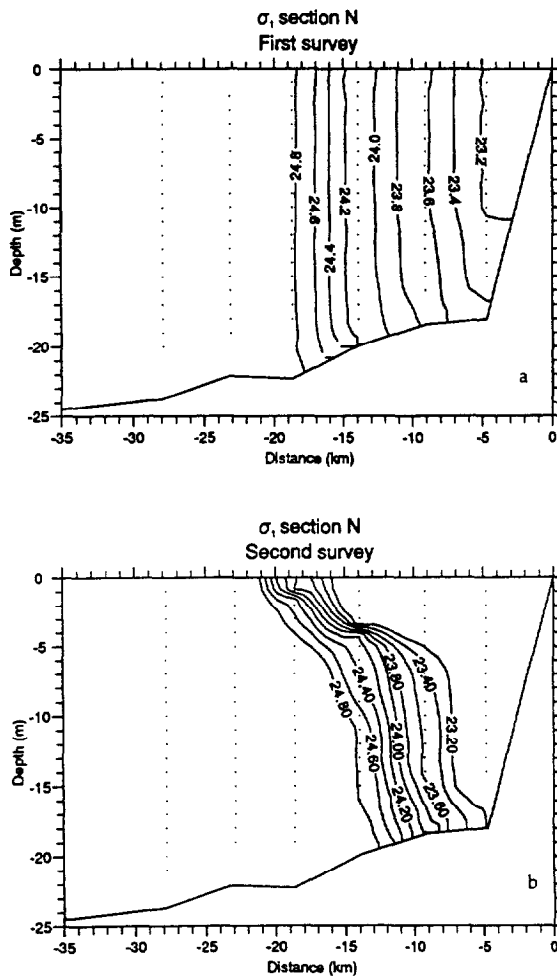 σt section N
First survey
0
-5
-10
-15
-20
-25
Depth (m)
24.8
24.6
24.4
24.2
24.0
23.8
23.6
23.4
23.2
a
-35 -30 -25 -20 -15 -10 -5 0
Distance (km)
σt section N
Second survey
0
-5
-10
-15
-20
-25
Depth (m)
24.80
24.60
24.40
24.20
24.00
23.80
23.60
23.40
23.20
b
-35 -30 -25 -20 -15 -10 -5 0
Distance (km)